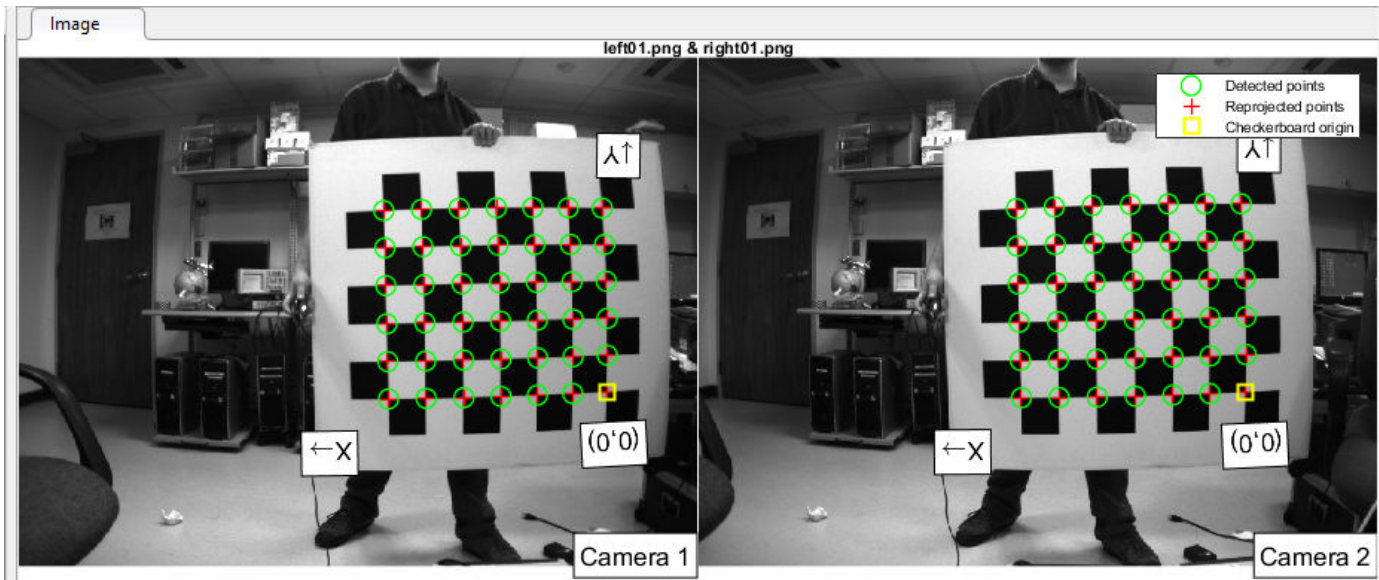 Image
left01.png & right01.png
Detected points
Reprojected points
Checkerboard origin
Y→
Y→
(0,0)
(0,0)
←X
←X
Camera 1
Camera 2